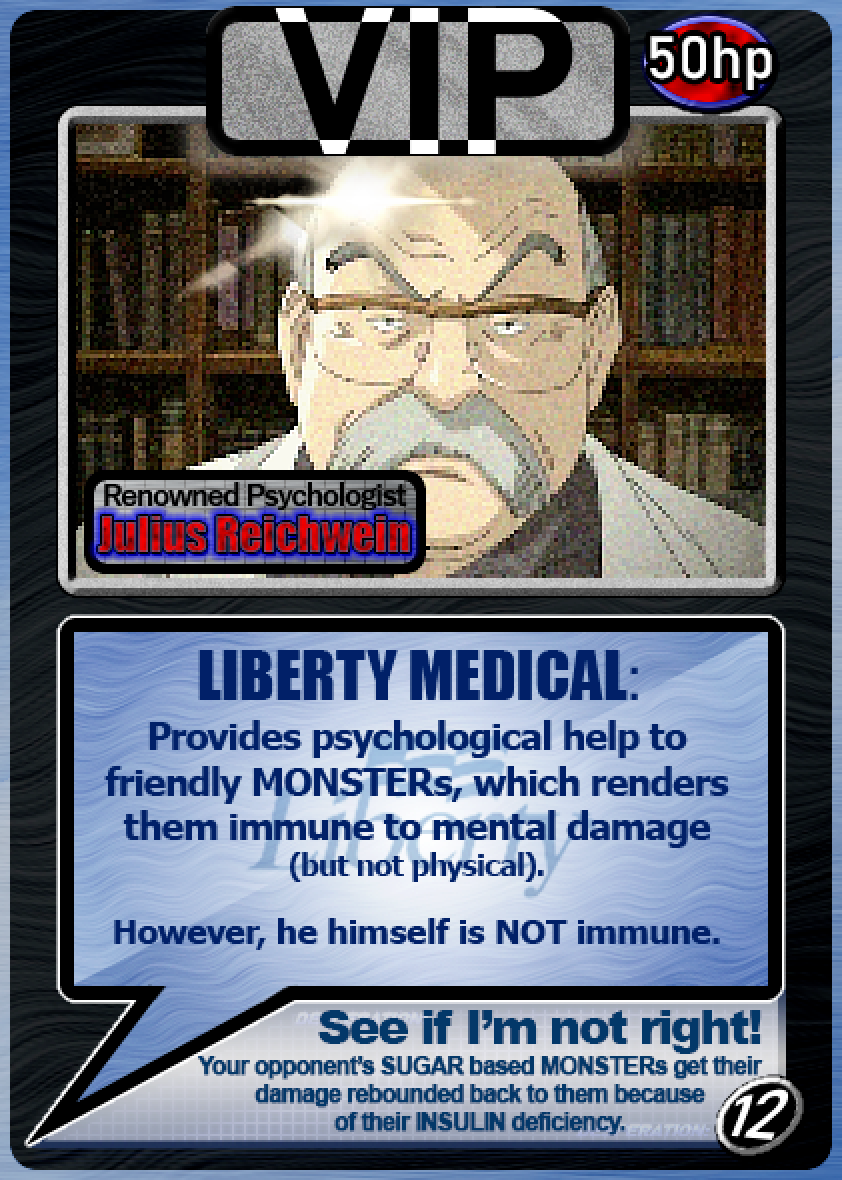 VIP
50hp
Renowned Psychologist
Julius Reichwein
LIBERTY MEDICAL:
Provides psychological help to
friendly MONSTERs, which renders
them immune to mental damage
(but not physical).
Liberty
However, he himself is NOT immune.
See if I'm not right!
Your opponent's SUGAR based MONSTERs get their
damage rebounded back to them because
of their INSULIN deficiency.
12